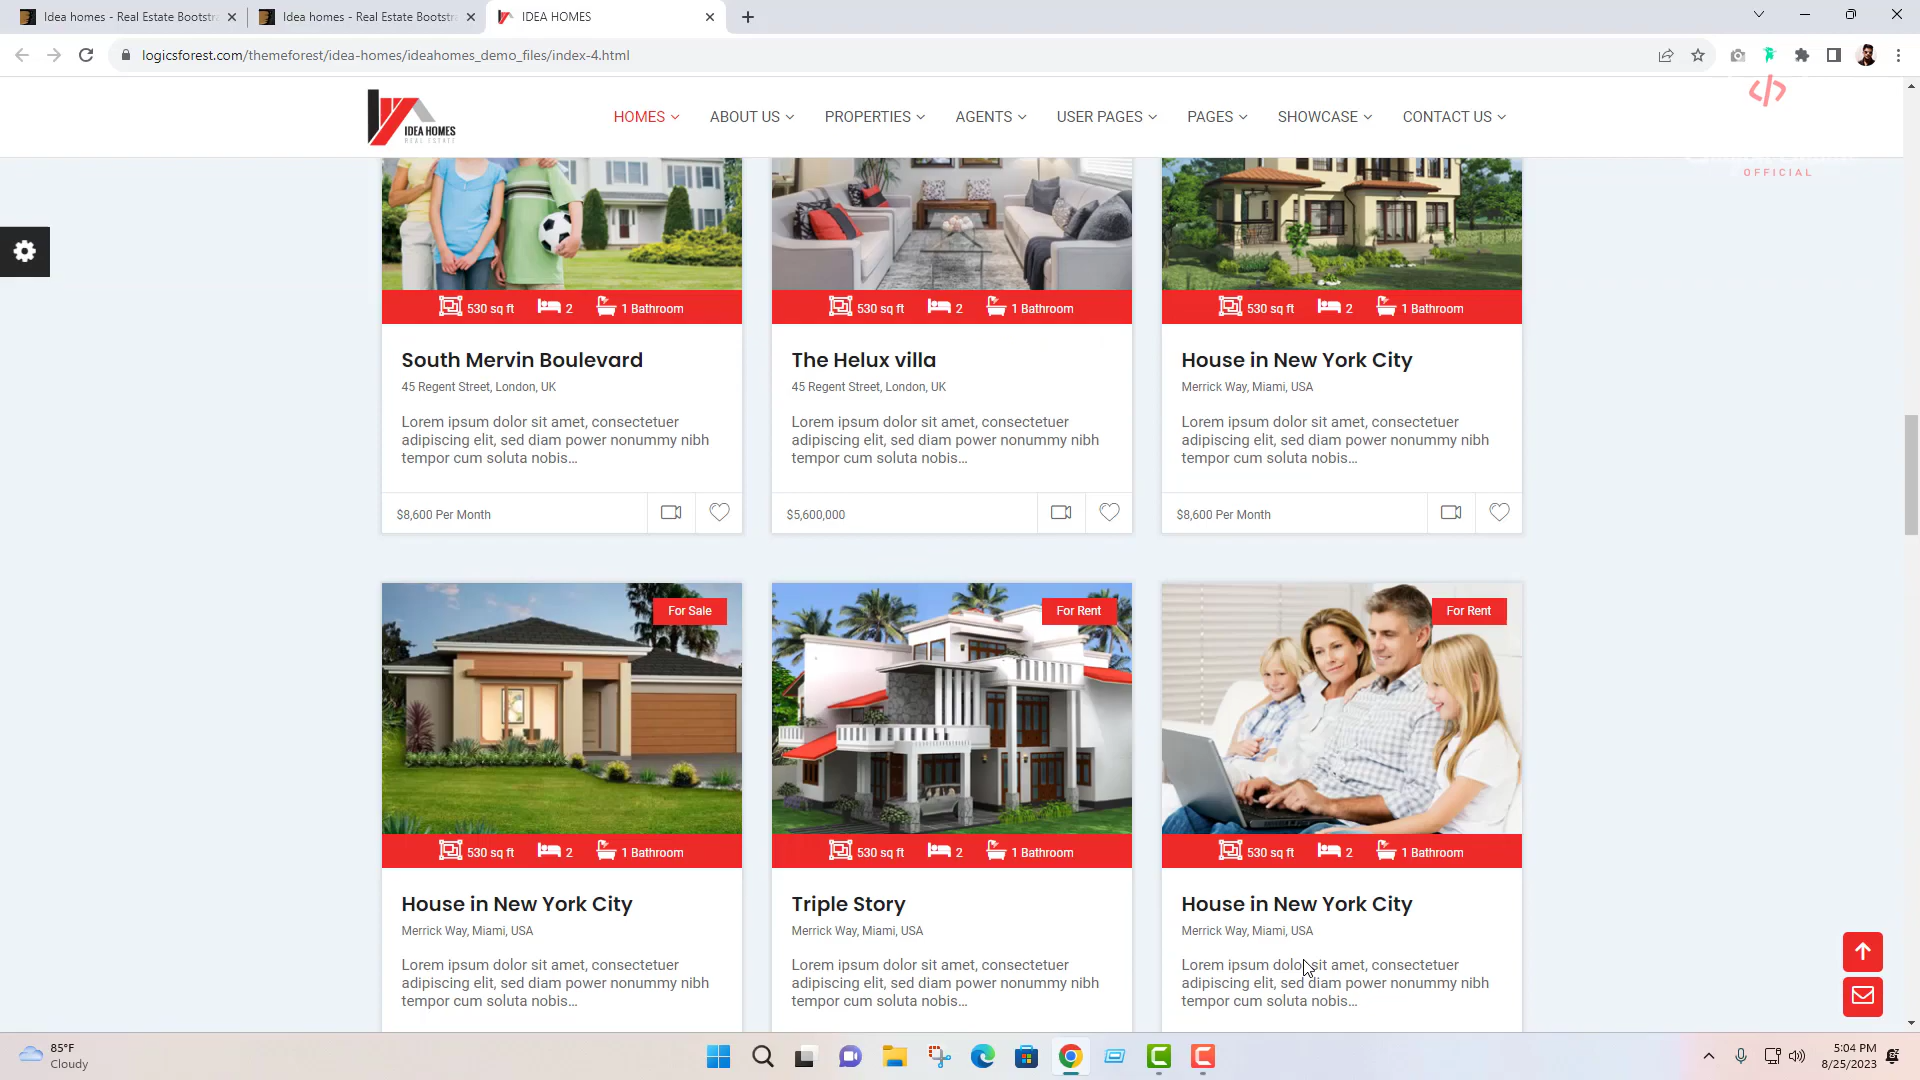 Idea homes - Real Estate Bootstr
Idea homes - Real Estate Bootstr
IDEA HOMES
logicsforest.com/themeforest/idea-homes/ideahomes_demo_files/index-4.html
IDEA HOMES
REAL ESTATE
HOMES
ABOUT US
PROPERTIES
AGENTS
USER PAGES
PAGES
SHOWCASE
CONTACT US
OFFICIAL
530 sq ft 2 1 Bathroom
South Mervin Boulevard
45 Regent Street, London, UK
Lorem ipsum dolor sit amet, consectetuer
adipiscing elit, sed diam power nonummy nibh
tempor cum soluta nobis...
$8,600 Per Month
530 sq ft 2 1 Bathroom
The Helux villa
45 Regent Street, London, UK
Lorem ipsum dolor sit amet, consectetuer
adipiscing elit, sed diam power nonummy nibh
tempor cum soluta nobis...
$5,600,000
530 sq ft 2 1 Bathroom
House in New York City
Merrick Way, Miami, USA
Lorem ipsum dolor sit amet, consectetuer
adipiscing elit, sed diam power nonummy nibh
tempor cum soluta nobis...
$8,600 Per Month
For Sale
530 sq ft 2 1 Bathroom
House in New York City
Merrick Way, Miami, USA
Lorem ipsum dolor sit amet, consectetuer
adipiscing elit, sed diam power nonummy nibh
tempor cum soluta nobis...
For Rent
530 sq ft 2 1 Bathroom
Triple Story
Merrick Way, Miami, USA
Lorem ipsum dolor sit amet, consectetuer
adipiscing elit, sed diam power nonummy nibh
tempor cum soluta nobis...
For Rent
530 sq ft 2 1 Bathroom
House in New York City
Merrick Way, Miami, USA
Lorem ipsum dolor sit amet, consectetuer
adipiscing elit, sed diam power nonummy nibh
tempor cum soluta nobis...
85°F
Cloudy
5:04 PM
8/25/2023